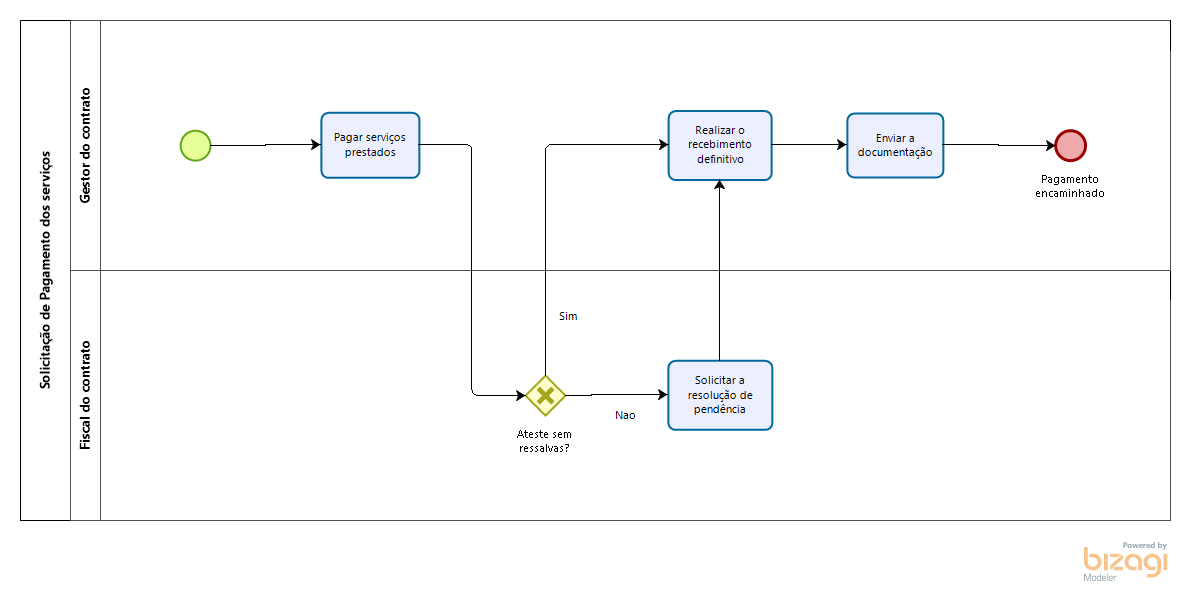 Solicitação de Pagamento dos serviços
Gestor do contrato
Pagar serviços
prestados
Realizar o
recebimento
definitivo
Enviar a
documentação
Pagamento
encaminhado
Fiscal do contrato
Sim
Ateste sem
ressalvas?
Nao
Solicitar a
resolução de
pendência
Powered by
bizagi
Modeler